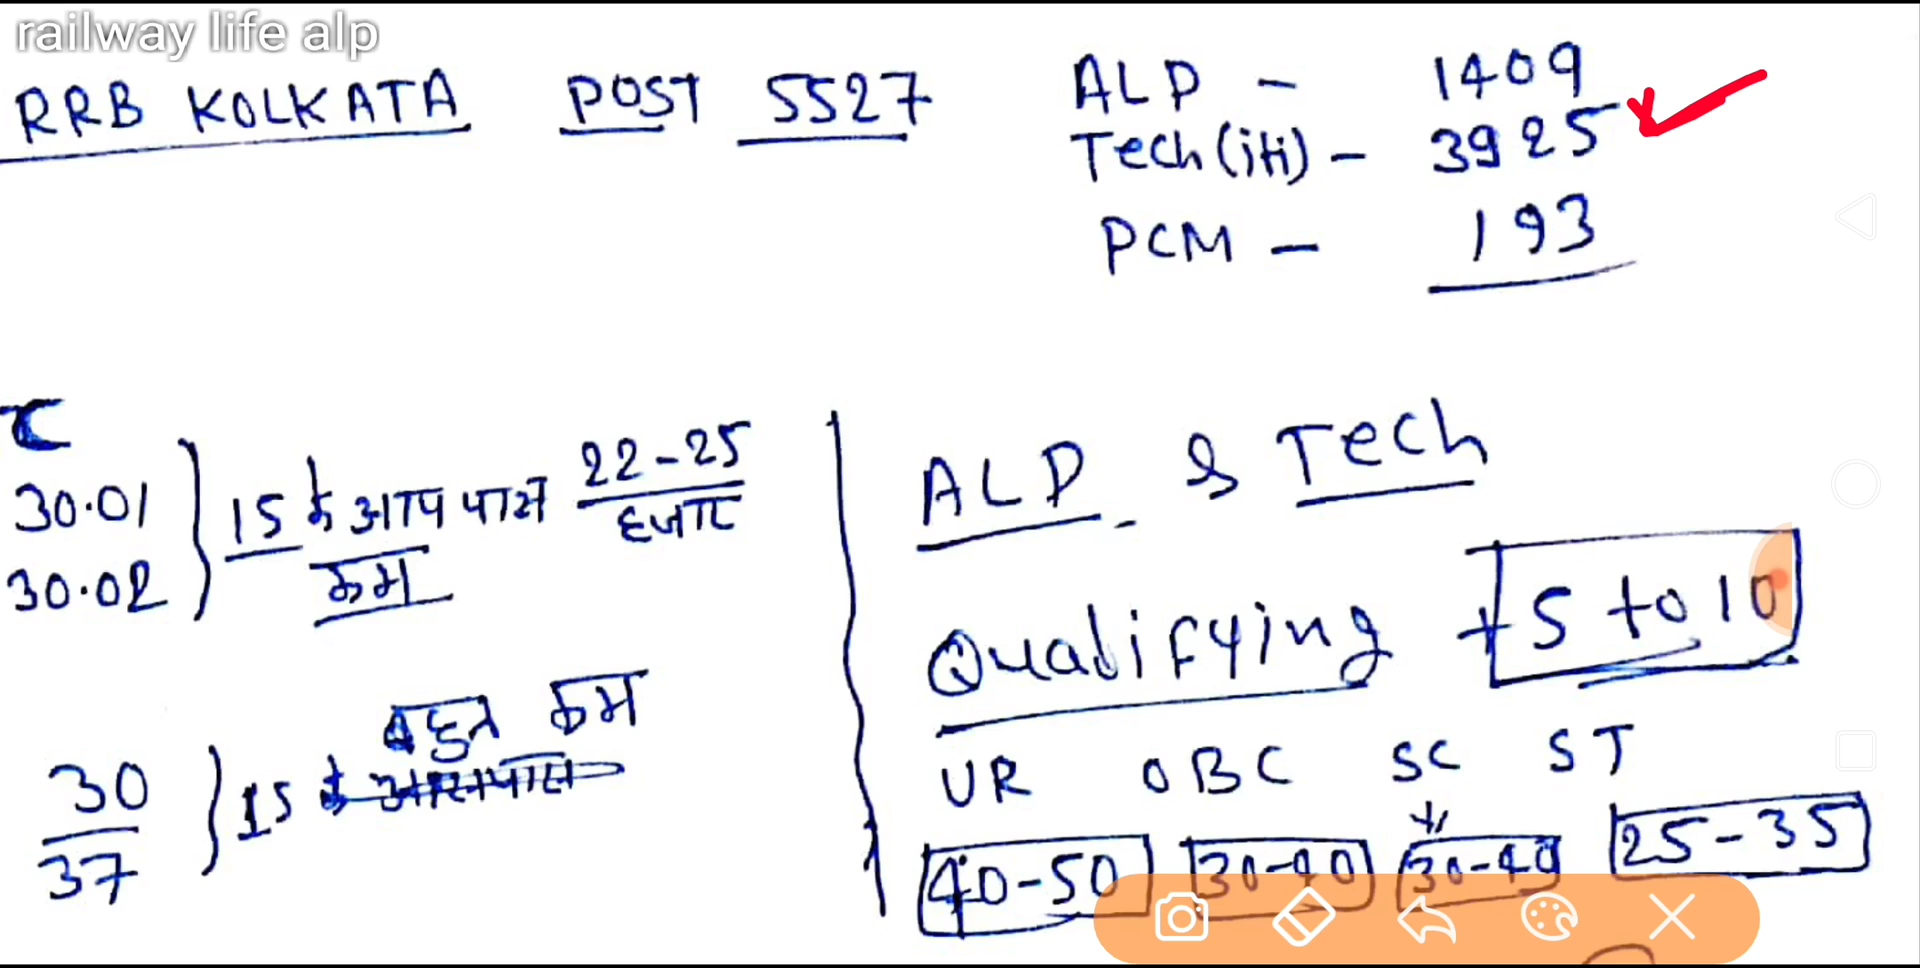 railway life alp
RRB KOLKATA POST 5527
ALP - 1409
Tech (iti) - 3925
PCM - 193
30.01
30.02
15 के आप पास 22-25
हजार
कम
बहुत कम
30
37
15 के
ALP & Tech
Qualifying +5 to 10
UR OBC SC ST
40-50 30-40 30-40 25-35